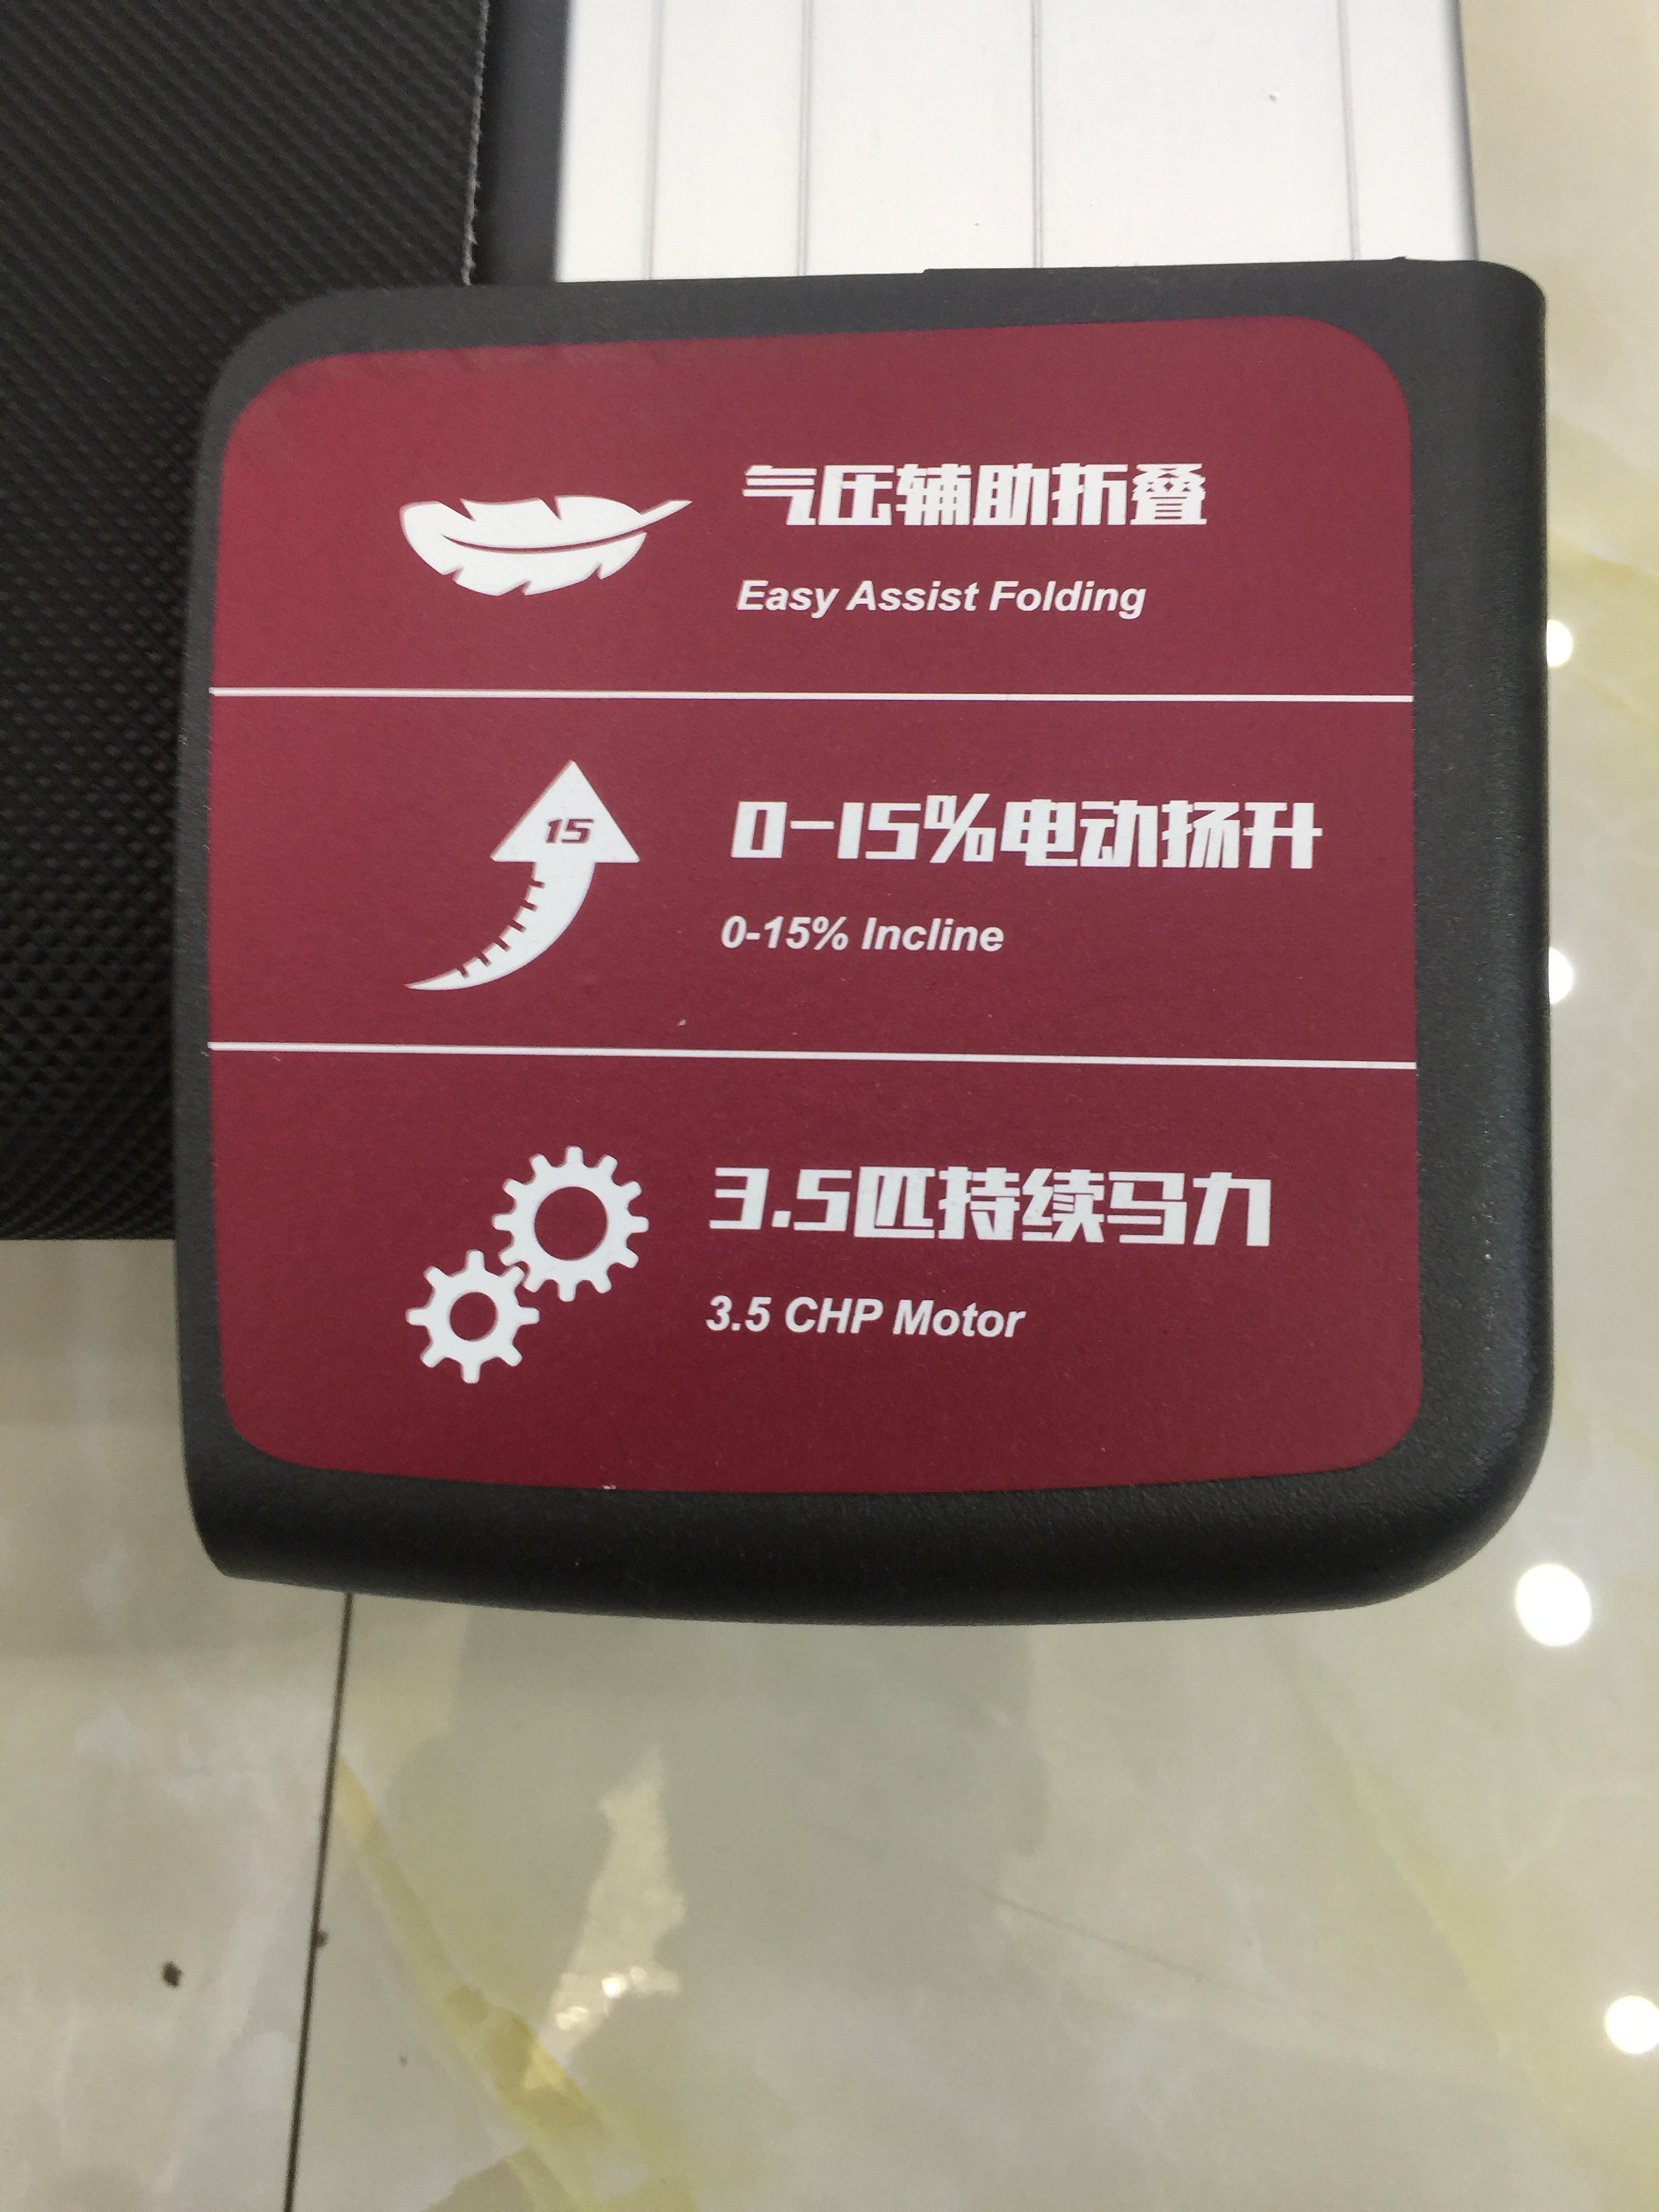 气压辅助折叠
Easy Assist Folding
15
0-15%电动扬升
0-15% Incline
3.5匹持续马力
3.5 CHP Motor